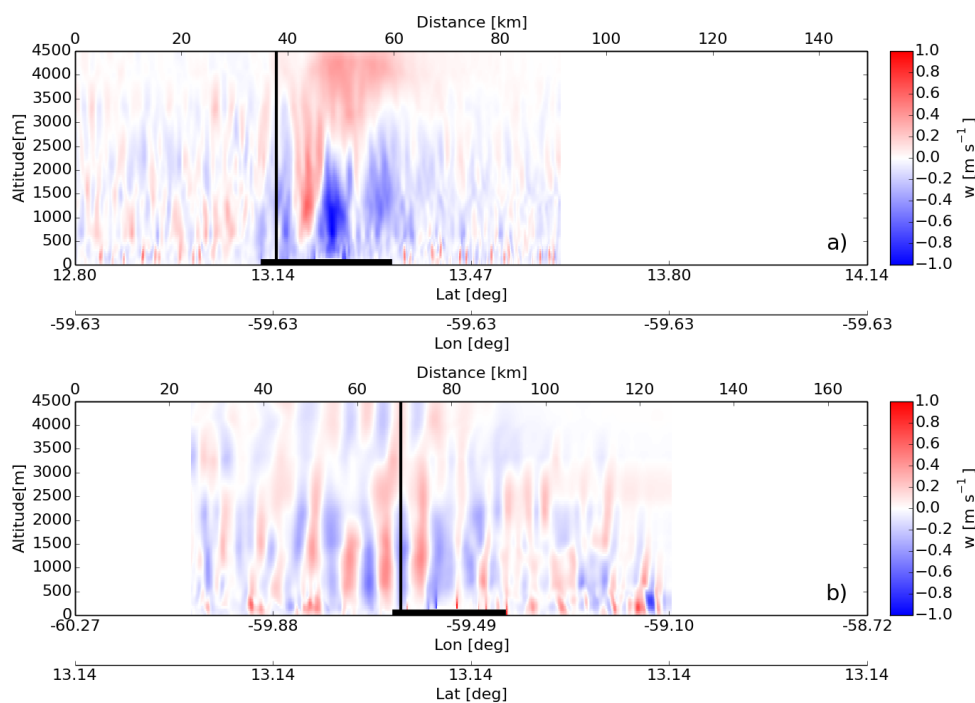 Distance [km]
0 20 40 60 80 100 120 140
4500
4000
3500
3000
2500
2000
1500
1000
500
0
Altitude[m]
a)
12.80 13.14 13.47 13.80 14.14
Lat [deg]
-59.63 -59.63 -59.63 -59.63 -59.63
Lon [deg]
1.0
0.8
0.6
0.4
0.2
0.0
−0.2
−0.4
−0.6
−0.8
−1.0
w [m s⁻¹ ]
Distance [km]
0 20 40 60 80 100 120 140 160
4500
4000
3500
3000
2500
2000
1500
1000
500
0
Altitude[m]
b)
-60.27 -59.88 -59.49 -59.10 -58.72
Lon [deg]
13.14 13.14 13.14 13.14 13.14
Lat [deg]
1.0
0.8
0.6
0.4
0.2
0.0
−0.2
−0.4
−0.6
−0.8
−1.0
w [m s⁻¹ ]